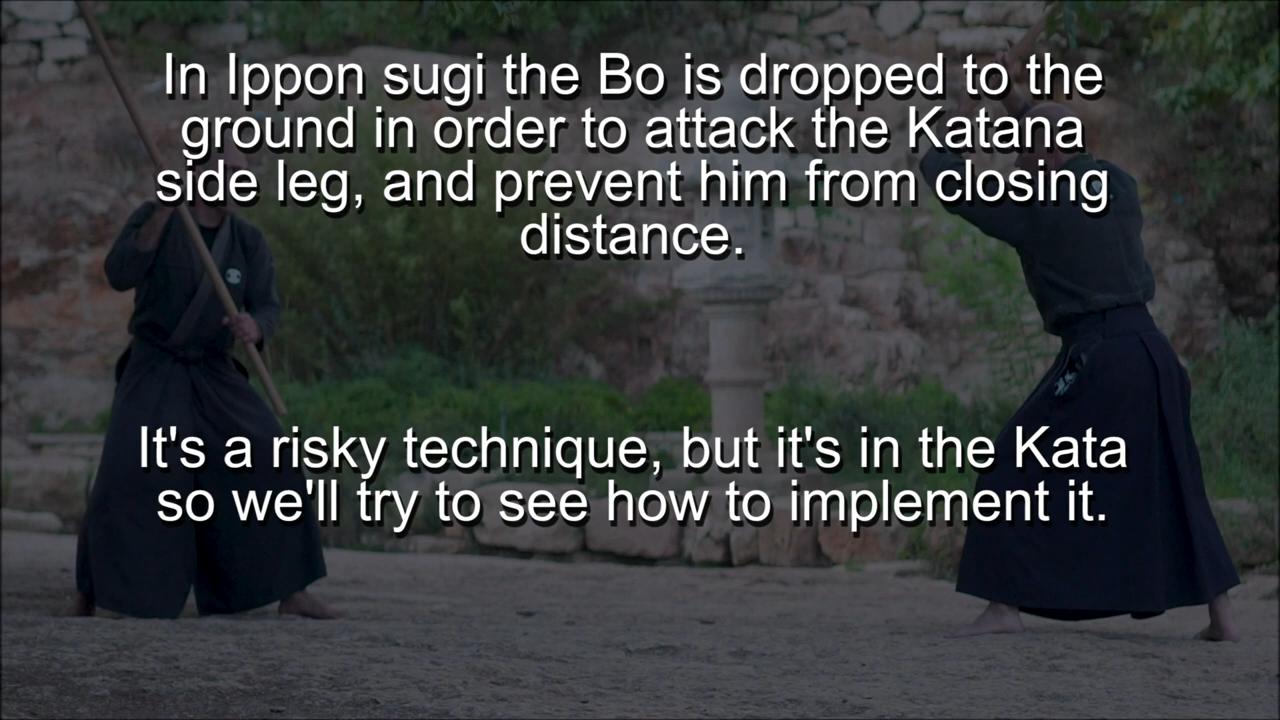 In Ippon sugi the Bo is dropped to the
ground in order to attack the Katana
side leg, and prevent him from closing
distance.
It's a risky technique, but it's in the Kata
so we'll try to see how to implement it.